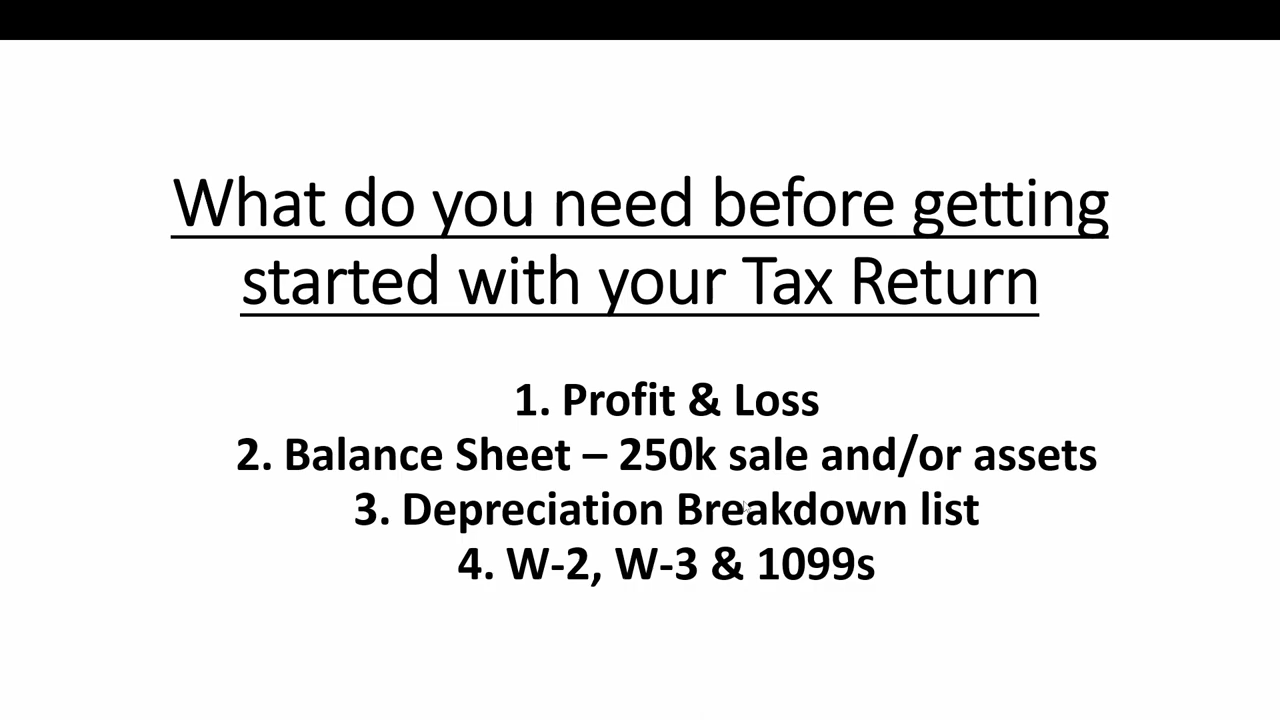 What do you need before getting
started with your Tax Return
1. Profit & Loss
2. Balance Sheet – 250k sale and/or assets
3. Depreciation Breakdown list
4. W-2, W-3 & 1099s